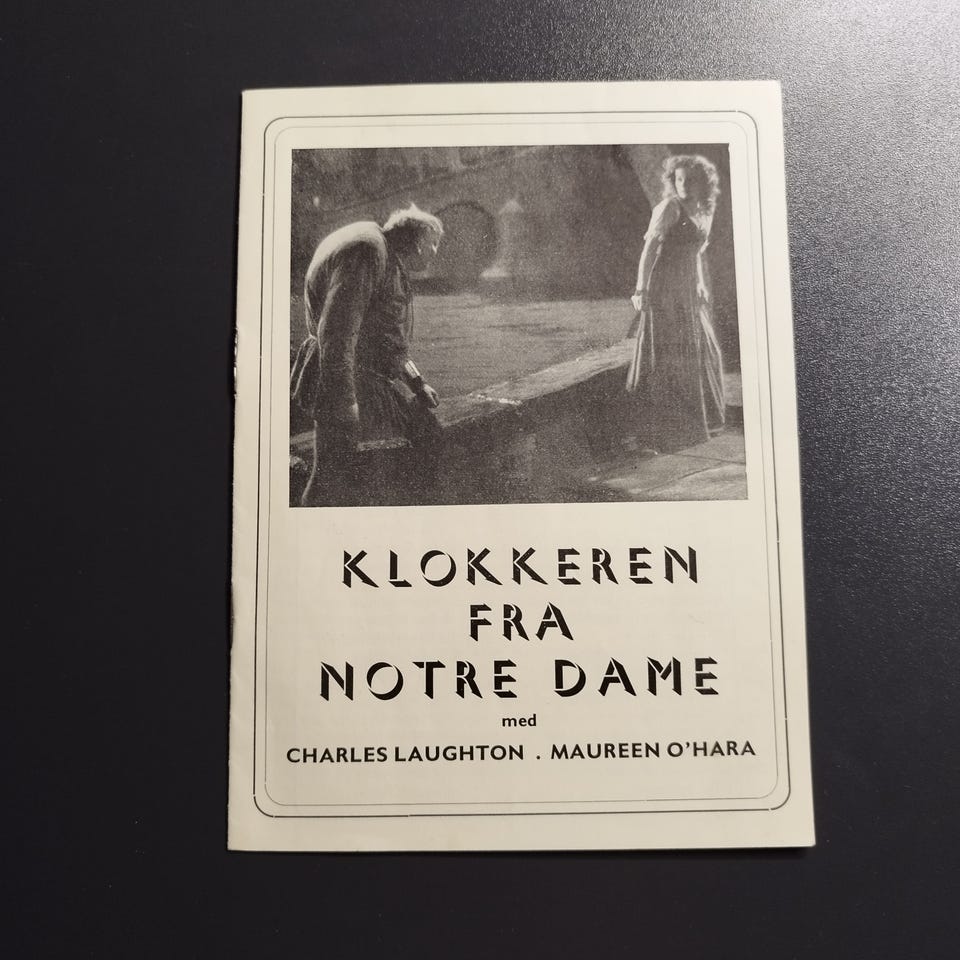 KLOKKEREN
FRA
NOTRE DAME
med
CHARLES LAUGHTON . MAUREEN O'HARA